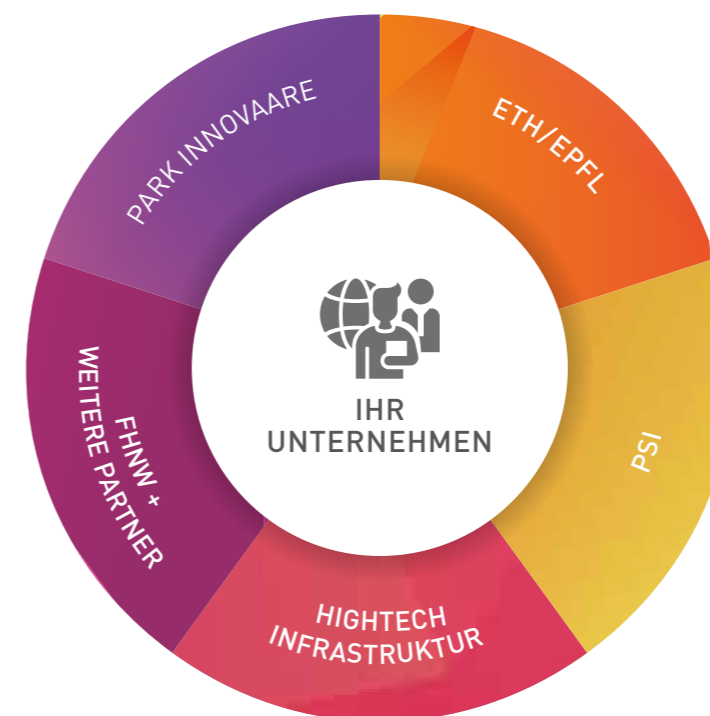 PARK INNOVAARE
ETH/EPFL
PSI
HIGHTECH
INFRASTRUKTUR
FHNW +
WEITERE PARTNER
IHR
UNTERNEHMEN